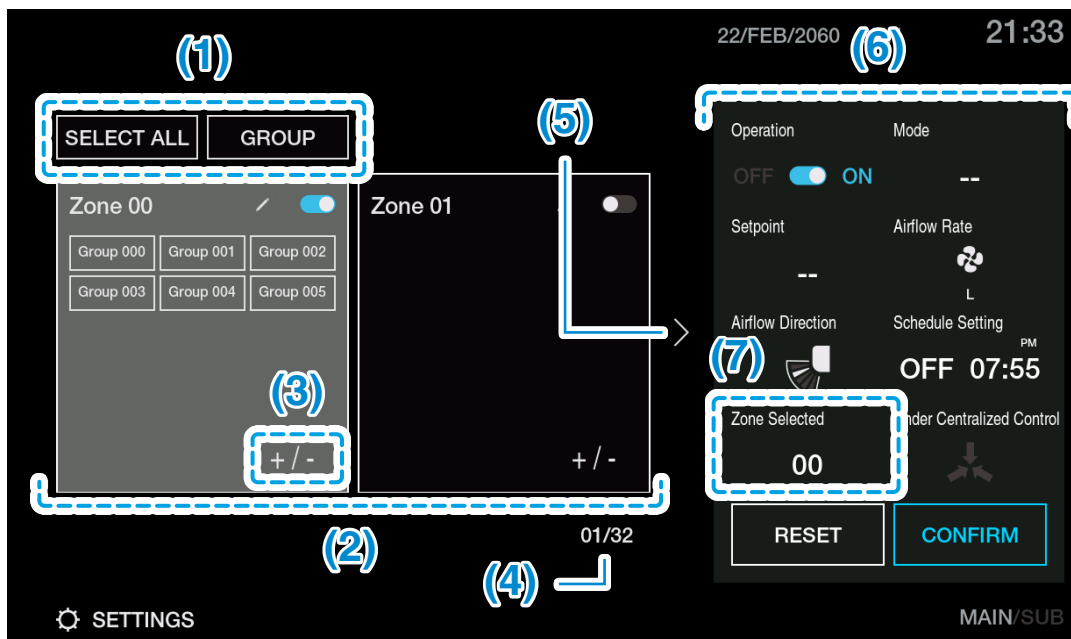 22/FEB/2060
21:33
(1)
(5)
(6)
SELECT ALL
GROUP
Zone 00
Zone 01
Group 000
Group 001
Group 002
Group 003
Group 004
Group 005
(3)
+ / -
+ / -
(2)
(4)
01/32
Operation
Mode
OFF
ON
--
Setpoint
Airflow Rate
--
L
Airflow Direction
Schedule Setting
PM
OFF 07:55
(7)
Zone Selected
Centralized Control
00
RESET
CONFIRM
SETTINGS
MAIN/SUB